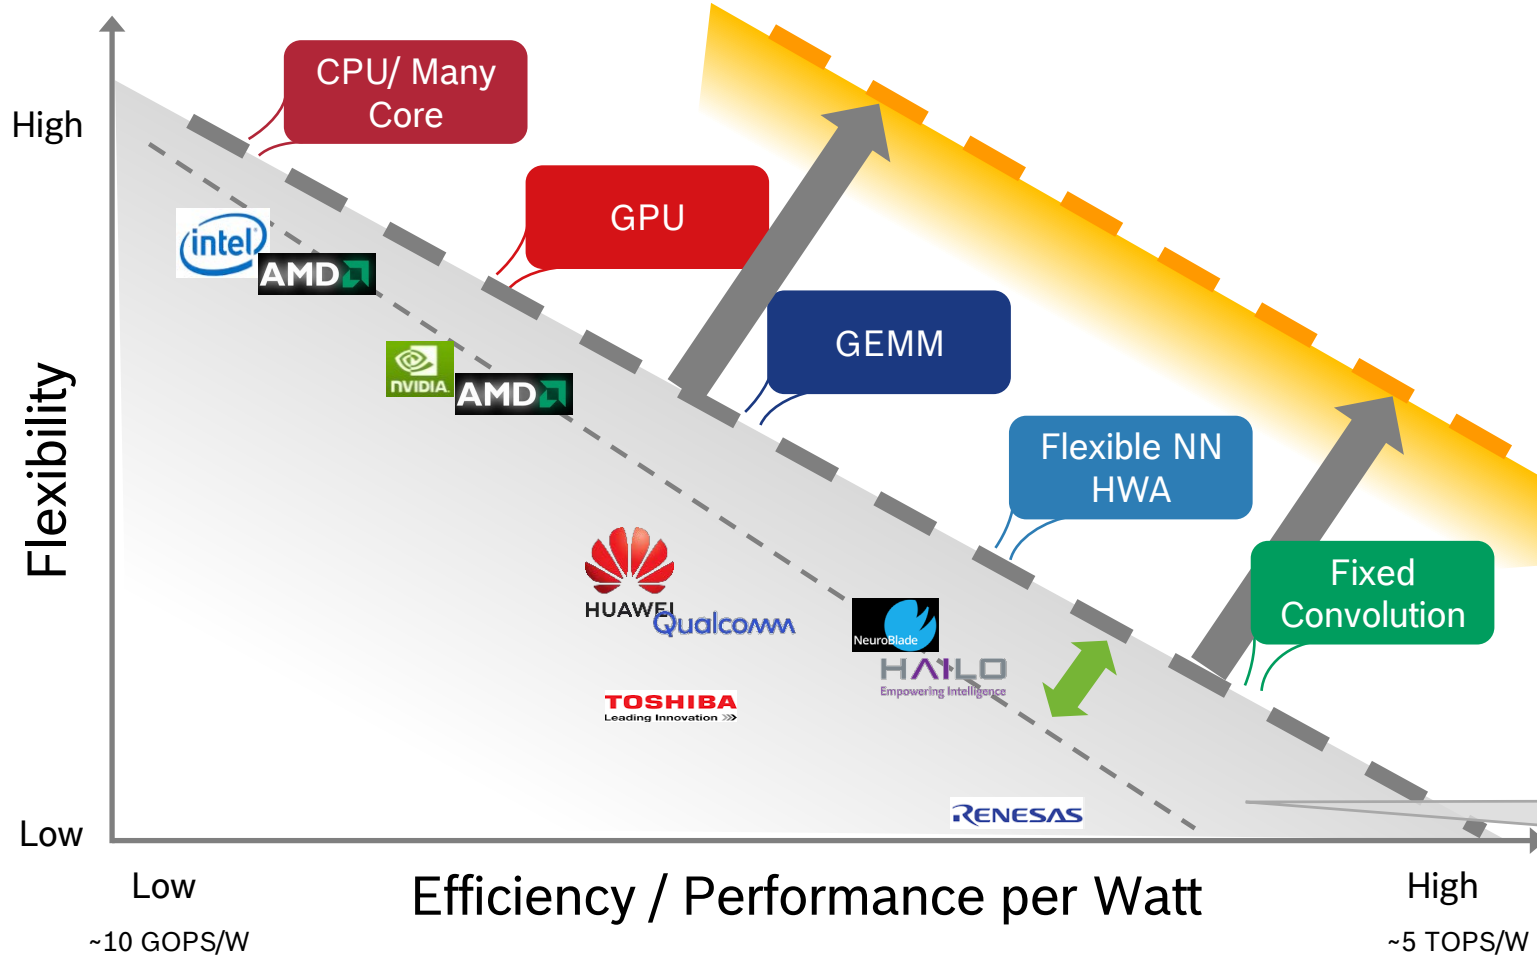 CPU/ Many
Core
High
GPU
intel
AMD
GEMM
NVIDIA.
AMD
Flexibility
Flexible NN
HWA
Fixed
Convolution
HUAWEI
Qualcomm
NeuroBlade
HAILO
Empowering Intelligence
TOSHIBA
Leading Innovation >>>
RENESAS
Low
Low
Efficiency / Performance per Watt
High
~10 GOPS/W
~5 TOPS/W